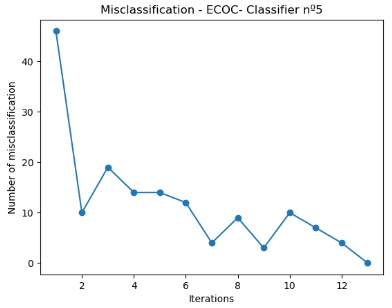 Misclassification - ECOC- Classifier nº5
Number of misclassification
40
30
20
10
0
2 4 6 8 10 12
Iterations